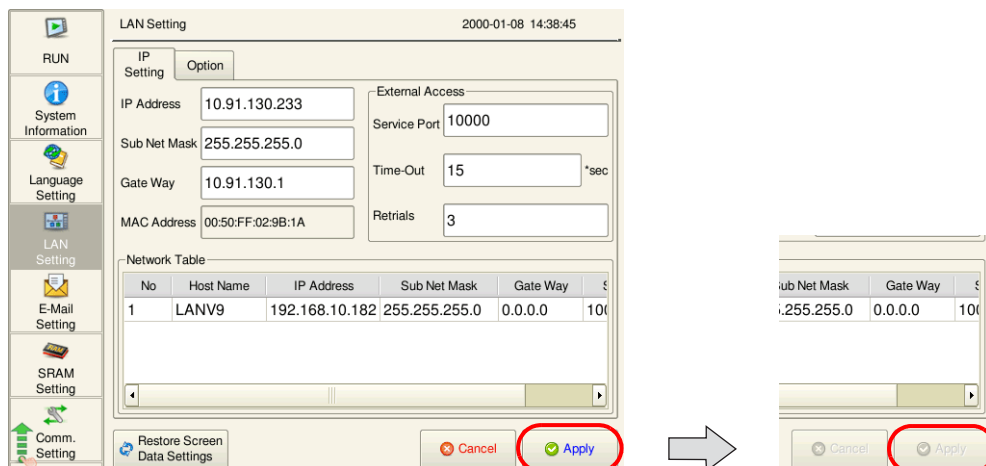 LAN Setting 2000-01-08 14:38:45
RUN
System
Information
Language
Setting
LAN
Setting
E-Mail
Setting
SRAM
Setting
Comm.
Setting
IP
Setting
Option
IP Address 10.91.130.233
Sub Net Mask 255.255.255.0
Gate Way 10.91.130.1
MAC Address 00:50:FF:02:9B:1A
External Access
Service Port 10000
Time-Out 15 *sec
Retrials 3
Network Table
No Host Name IP Address Sub Net Mask Gate Way
1 LANV9 192.168.10.182 255.255.255.0 0.0.0.0 100
Restore Screen
Data Settings
Cancel
Apply
ub Net Mask Gate Way
.255.255.0 0.0.0.0 100
Cancel
Apply